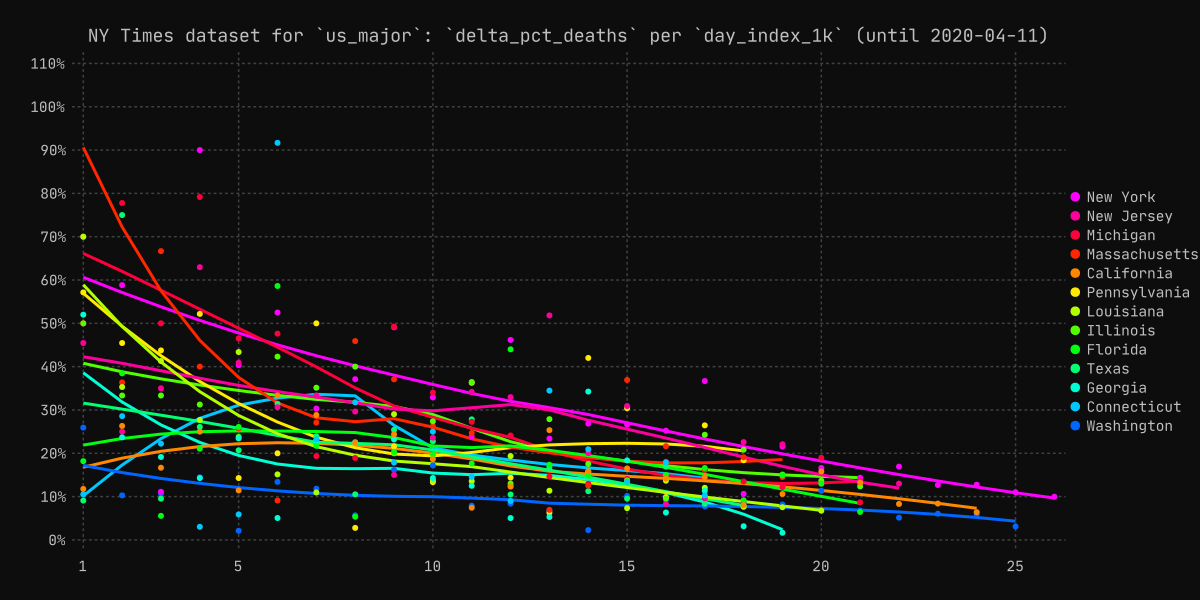 NY Times dataset for `us_major`: `delta_pct_deaths` per `day_index_1k` (until 2020-04-11)
110%
100%
90%
80%
70%
60%
50%
40%
30%
20%
10%
0%
1 5 10 15 20 25
New York
New Jersey
Michigan
Massachusetts
California
Pennsylvania
Louisiana
Illinois
Florida
Texas
Georgia
Connecticut
Washington